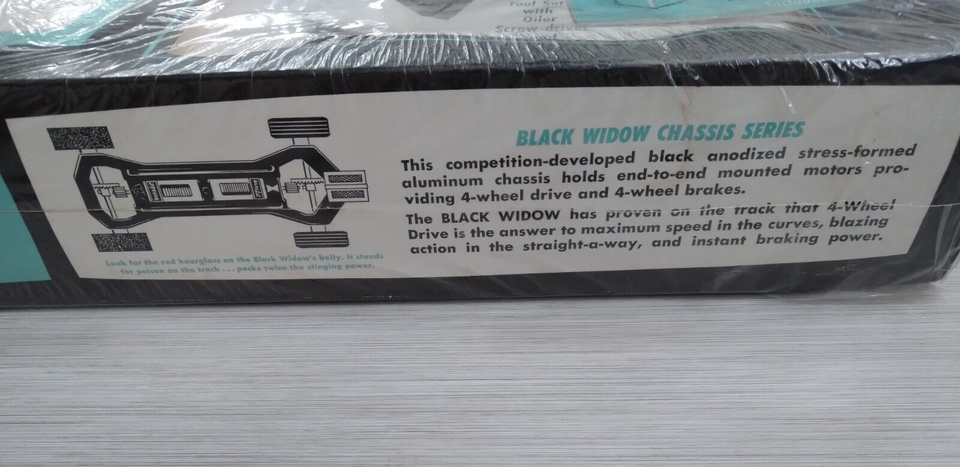 Tool Set
with
Oiler
Screw-driver
BLACK WIDOW CHASSIS SERIES
This competition-developed black anodized stress-formed
aluminum chassis holds end-to-end mounted motors pro-
viding 4-wheel drive and 4-wheel brakes.
The BLACK WIDOW has proven on the track that 4-Wheel
Drive is the answer to maximum speed in the curves, blazing
action in the straight-a-way, and instant braking power.
Look for the red hourglass on the Black Widow's belly. It stands
for poison on the track ... packs twice the stinging power.